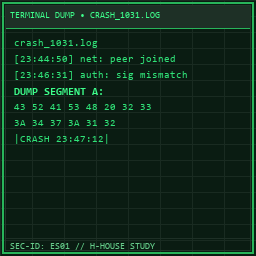 TERMINAL DUMP • CRASH_1031.LOG
crash_1031.log
[23:44:50] net: peer joined
[23:46:31] auth: sig mismatch
DUMP SEGMENT A:
43 52 41 53 48 20 32 33
3A 34 37 3A 31 32
|CRASH 23:47:12|
SEC-ID: ES01 // H-HOUSE STUDY